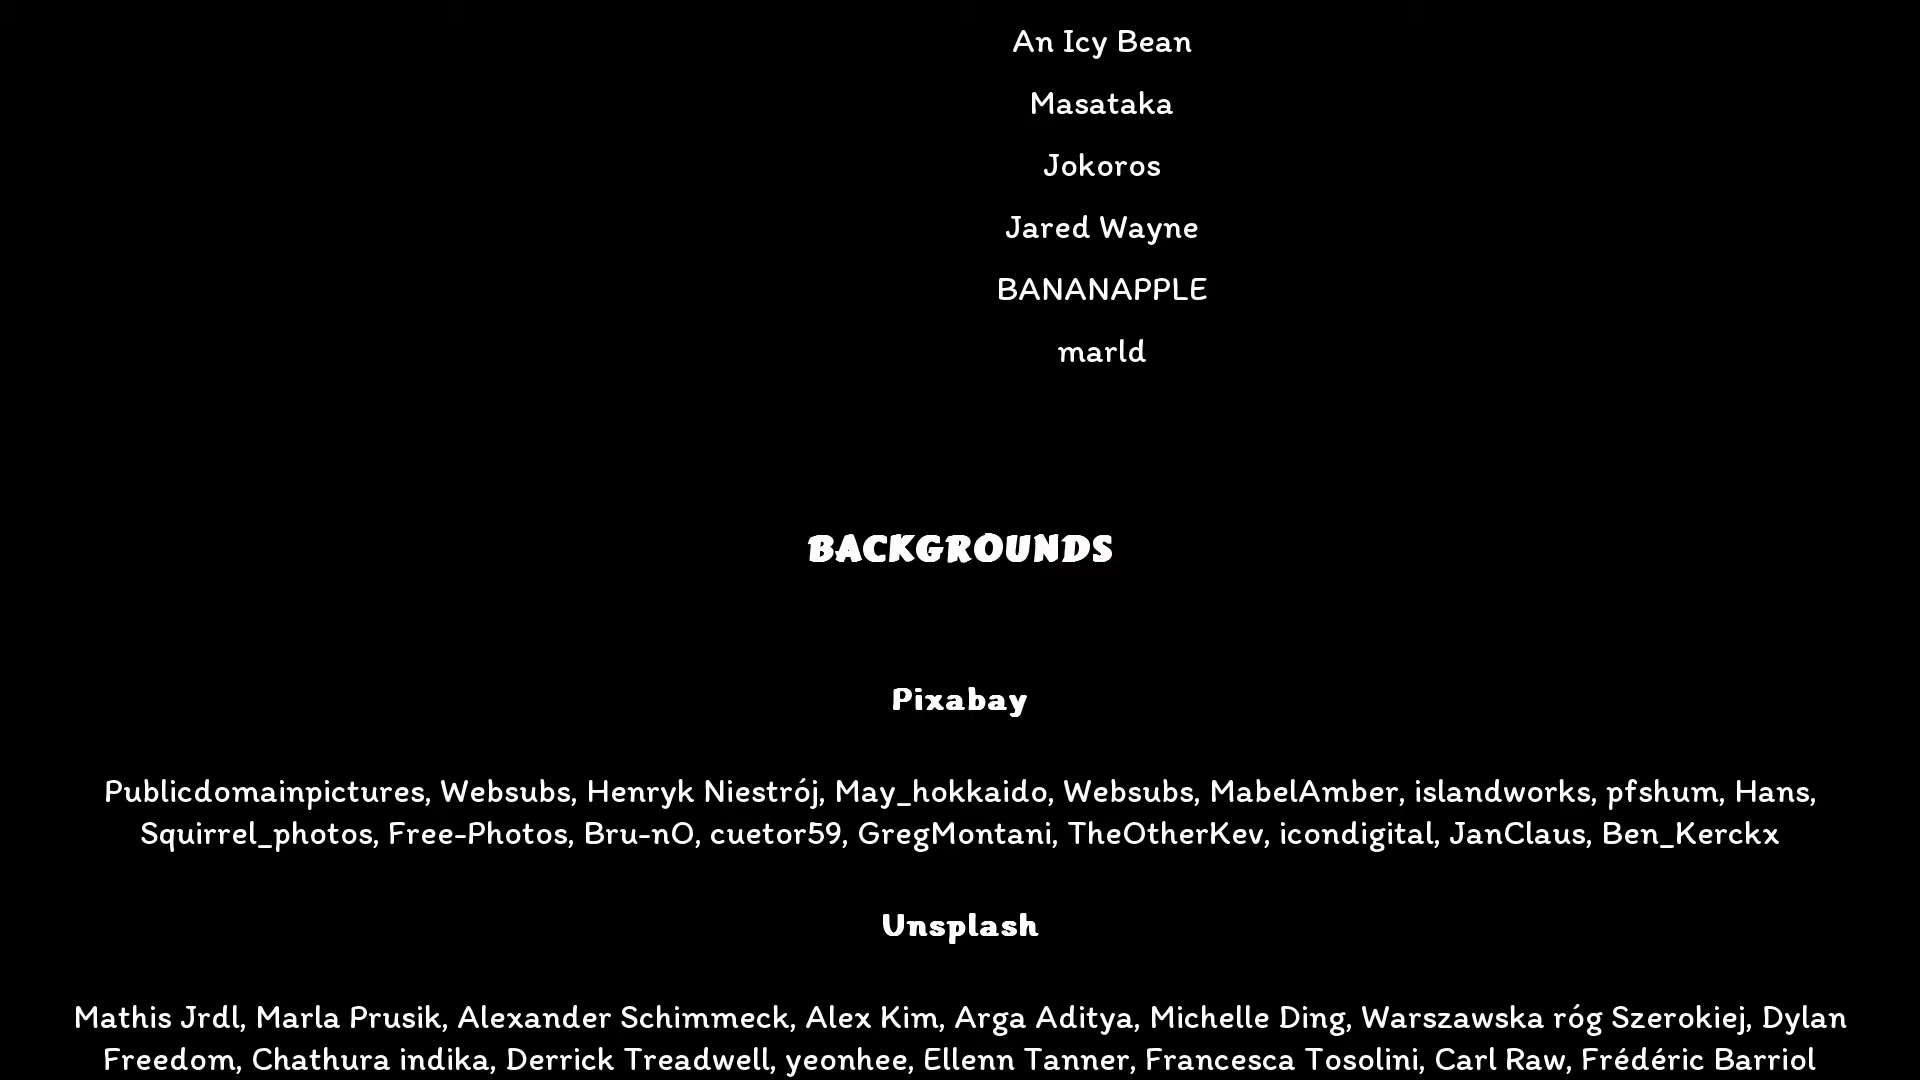 An Icy Bean
Masataka
Jokoros
Jared Wayne
BANANAPPLE
marld
BACKGROUNDS
Pixabay
Publicdomainpictures, Websubs, Henryk Niestrój, May_hokkaido, Websubs, MabelAmber, islandworks, pfshum, Hans,
Squirrel_photos, Free-Photos, Bru-nO, cuetor59, GregMontani, TheOtherKev, icondigital, JanClaus, Ben_Kerckx
Unsplash
Mathis Jrdl, Marla Prusik, Alexander Schimmeck, Alex Kim, Arga Aditya, Michelle Ding, Warszawska róg Szerokiej, Dylan
Freedom, Chathura indika, Derrick Treadwell, yeonhee, Ellenn Tanner, Francesca Tosolini, Carl Raw, Frédéric Barriol